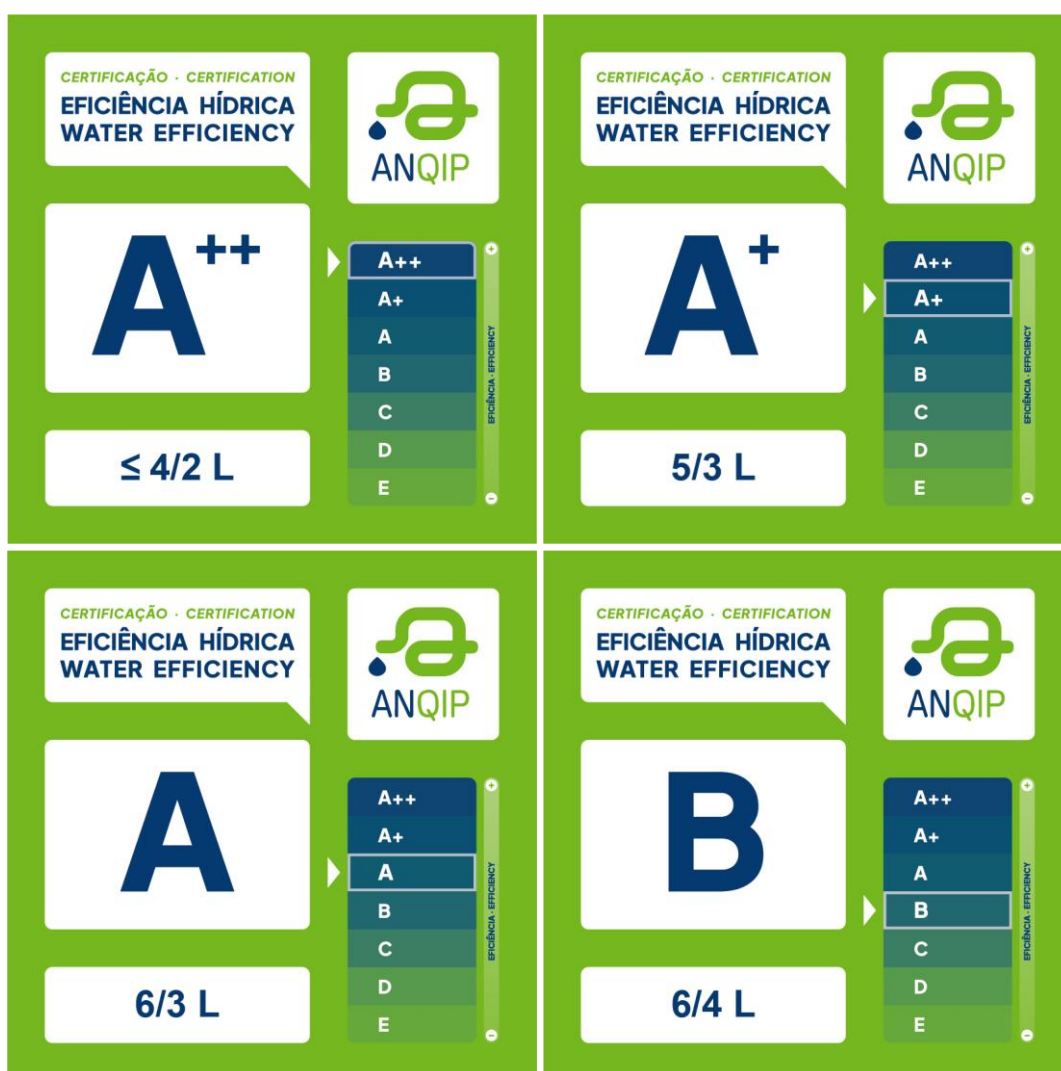 CERTIFICAÇÃO · CERTIFICATION
EFICIÊNCIA HÍDRICA
WATER EFFICIENCY
ANQIP
A++
A++
A+
A
B
C
D
E
+
EFICIÊNCIA · EFFICIENCY
-
≤ 4/2 L
CERTIFICAÇÃO · CERTIFICATION
EFICIÊNCIA HÍDRICA
WATER EFFICIENCY
ANQIP
A+
A++
A+
A
B
C
D
E
+
EFICIÊNCIA · EFFICIENCY
-
5/3 L
CERTIFICAÇÃO · CERTIFICATION
EFICIÊNCIA HÍDRICA
WATER EFFICIENCY
ANQIP
A
A++
A+
A
B
C
D
E
+
EFICIÊNCIA · EFFICIENCY
-
6/3 L
CERTIFICAÇÃO · CERTIFICATION
EFICIÊNCIA HÍDRICA
WATER EFFICIENCY
ANQIP
B
A++
A+
A
B
C
D
E
+
EFICIÊNCIA · EFFICIENCY
-
6/4 L